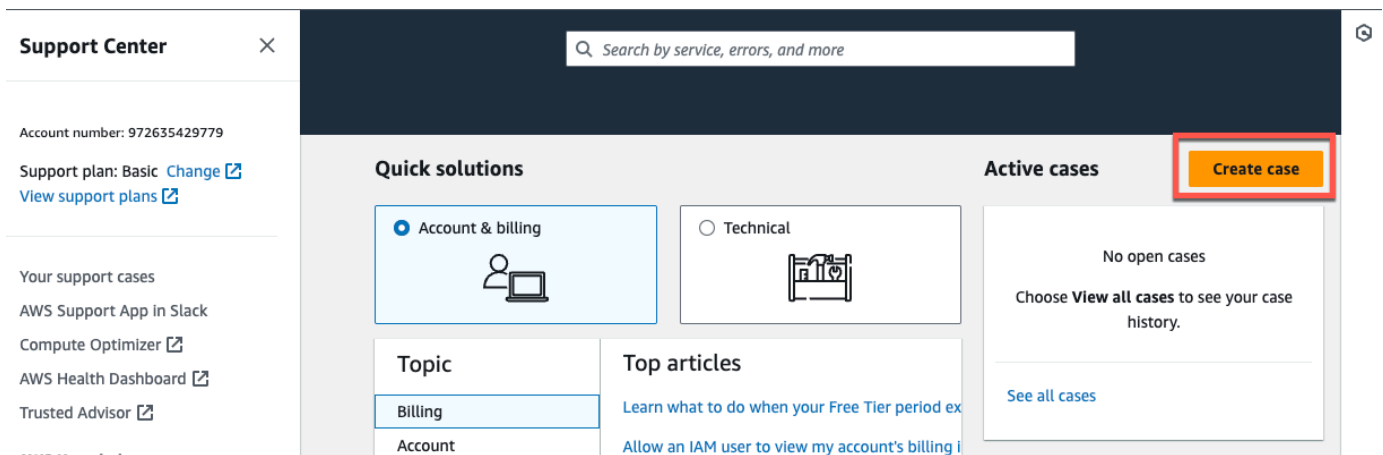 Support Center
Account number: 972635429779
Support plan: Basic Change
View support plans
Your support cases
AWS Support App in Slack
Compute Optimizer
AWS Health Dashboard
Trusted Advisor
Search by service, errors, and more
Quick solutions
Account & billing
Technical
Topic
Billing
Account
Top articles
Learn what to do when your Free Tier period ex
Allow an IAM user to view my account's billing i
Active cases
Create case
No open cases
Choose View all cases to see your case
history.
See all cases